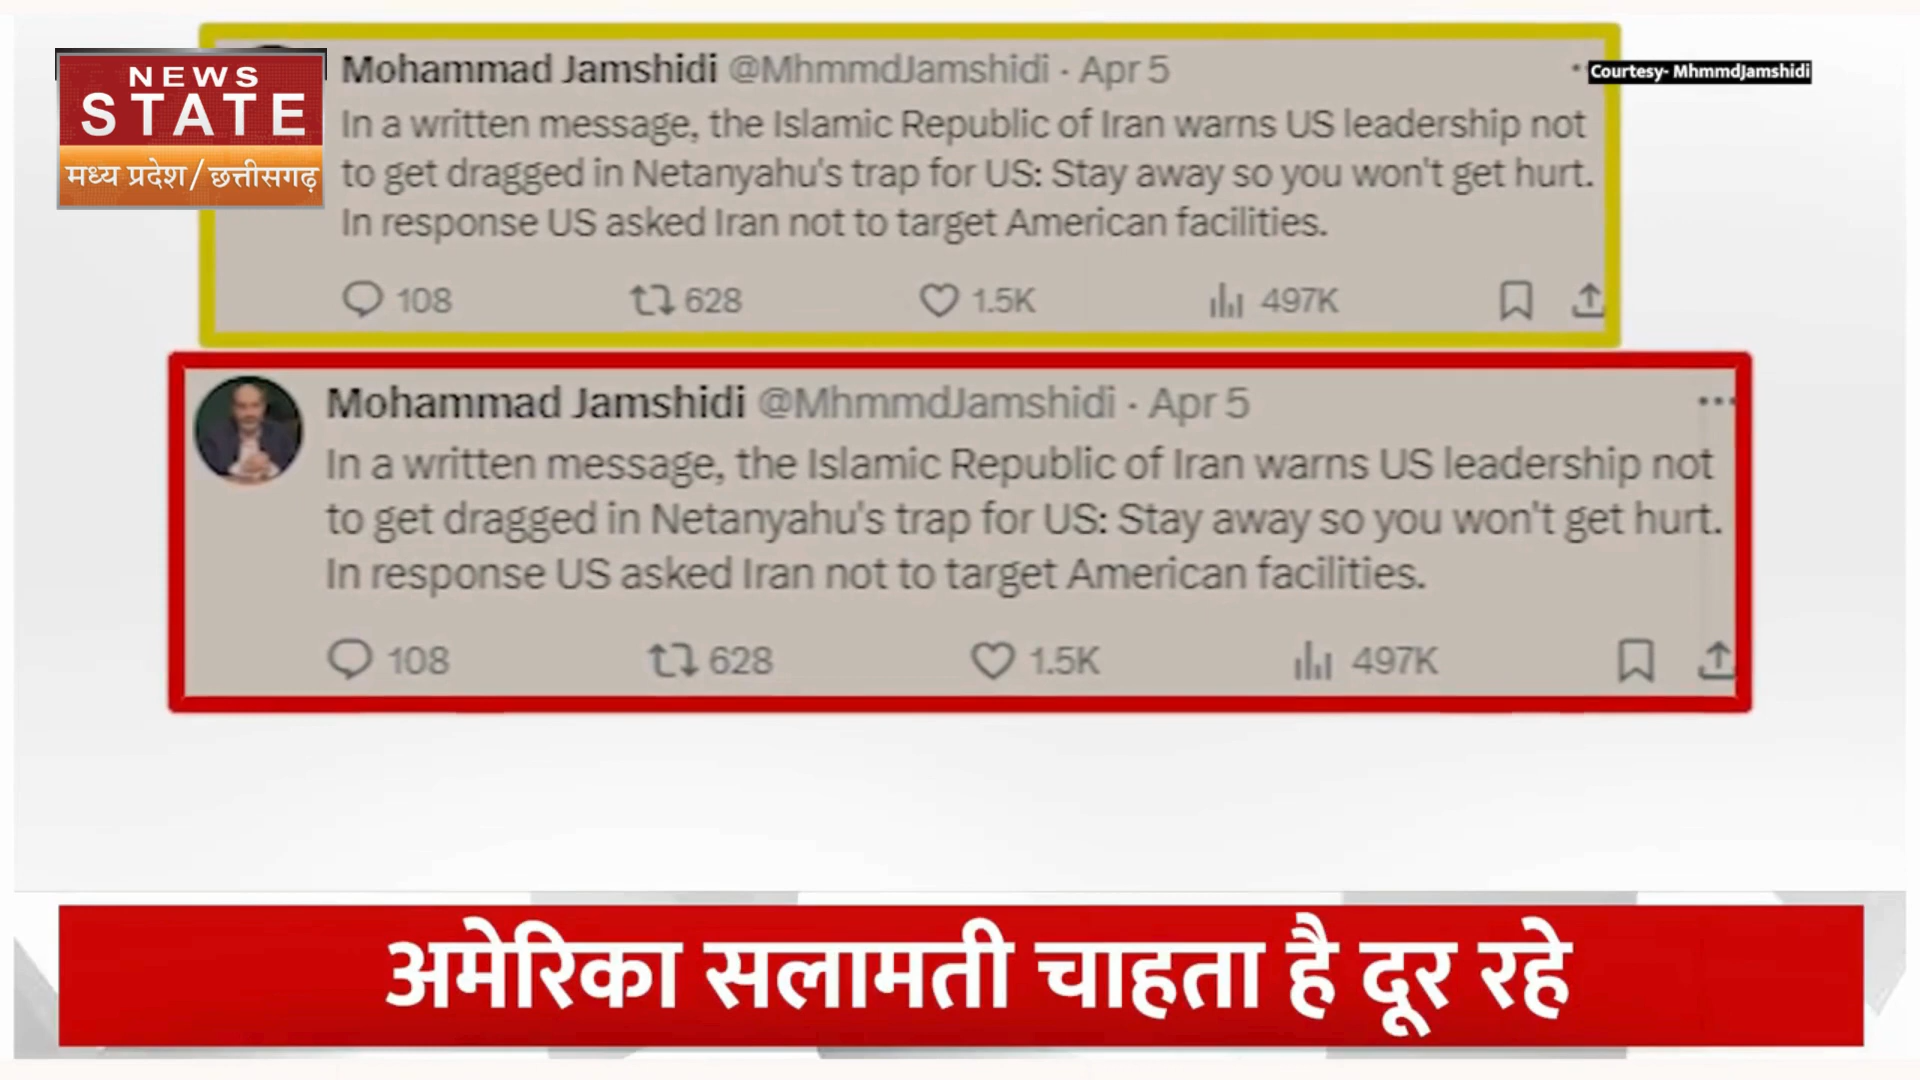 NEWS
STATE
मध्य प्रदेश/छत्तीसगढ़
Courtesy- MhmmdJamshidi
Mohammad Jamshidi @MhmmdJamshidi · Apr 5
In a written message, the Islamic Republic of Iran warns US leadership not
to get dragged in Netanyahu's trap for US: Stay away so you won't get hurt.
In response US asked Iran not to target American facilities.
108 628 1.5K 497K
Mohammad Jamshidi @MhmmdJamshidi · Apr 5
In a written message, the Islamic Republic of Iran warns US leadership not
to get dragged in Netanyahu's trap for US: Stay away so you won't get hurt.
In response US asked Iran not to target American facilities.
108 628 1.5K 497K
अमेरिका सलामती चाहता है दूर रहे